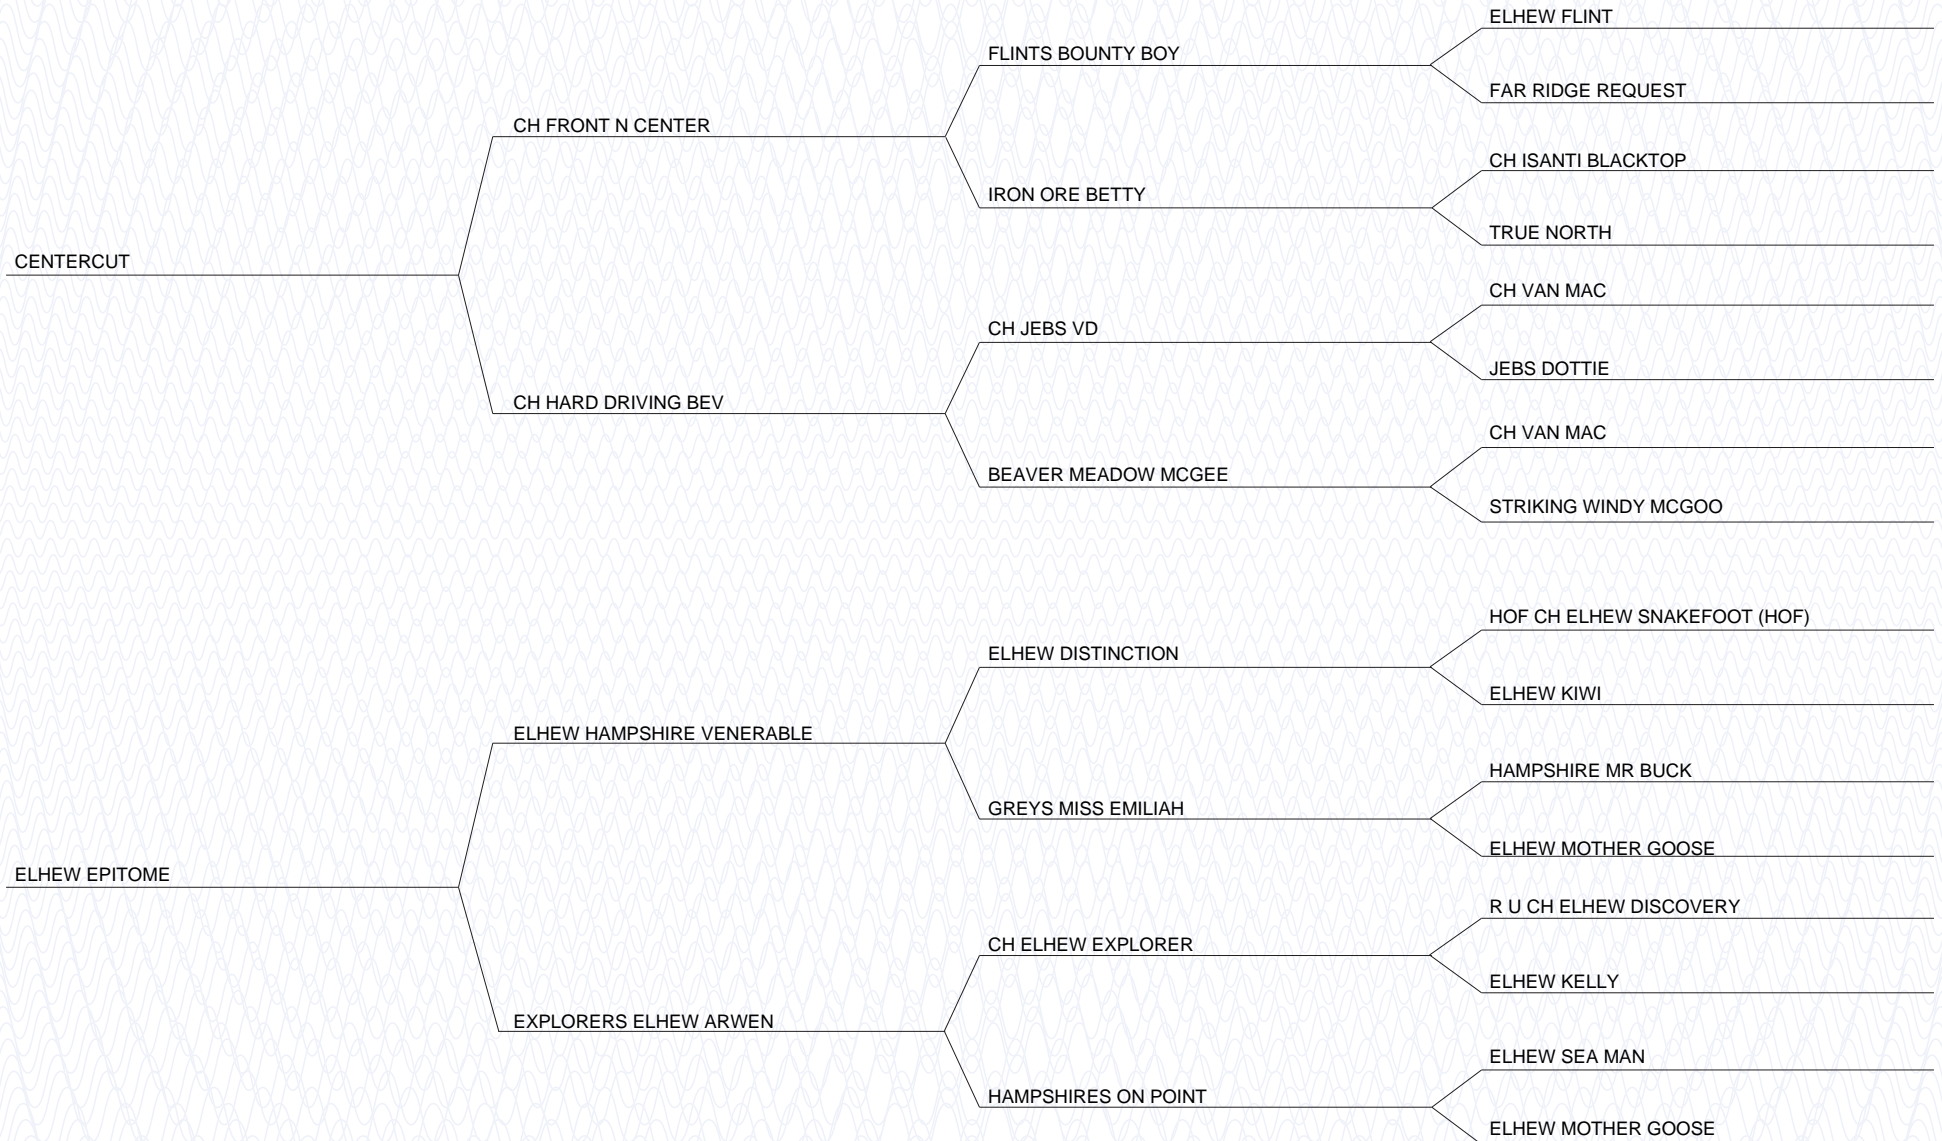 ELHEW FLINT
FLINTS BOUNTY BOY
FAR RIDGE REQUEST
CH FRONT N CENTER
CH ISANTI BLACKTOP
IRON ORE BETTY
TRUE NORTH
CENTERCUT
CH VAN MAC
CH JEBS VD
JEBS DOTTIE
CH HARD DRIVING BEV
CH VAN MAC
BEAVER MEADOW MCGEE
STRIKING WINDY MCGOO
HOF CH ELHEW SNAKEFOOT (HOF)
ELHEW DISTINCTION
ELHEW KIWI
ELHEW HAMPSHIRE VENERABLE
HAMPSHIRE MR BUCK
GREYS MISS EMILIAH
ELHEW MOTHER GOOSE
ELHEW EPITOME
R U CH ELHEW DISCOVERY
CH ELHEW EXPLORER
ELHEW KELLY
EXPLORERS ELHEW ARWEN
ELHEW SEA MAN
HAMPSHIRES ON POINT
ELHEW MOTHER GOOSE